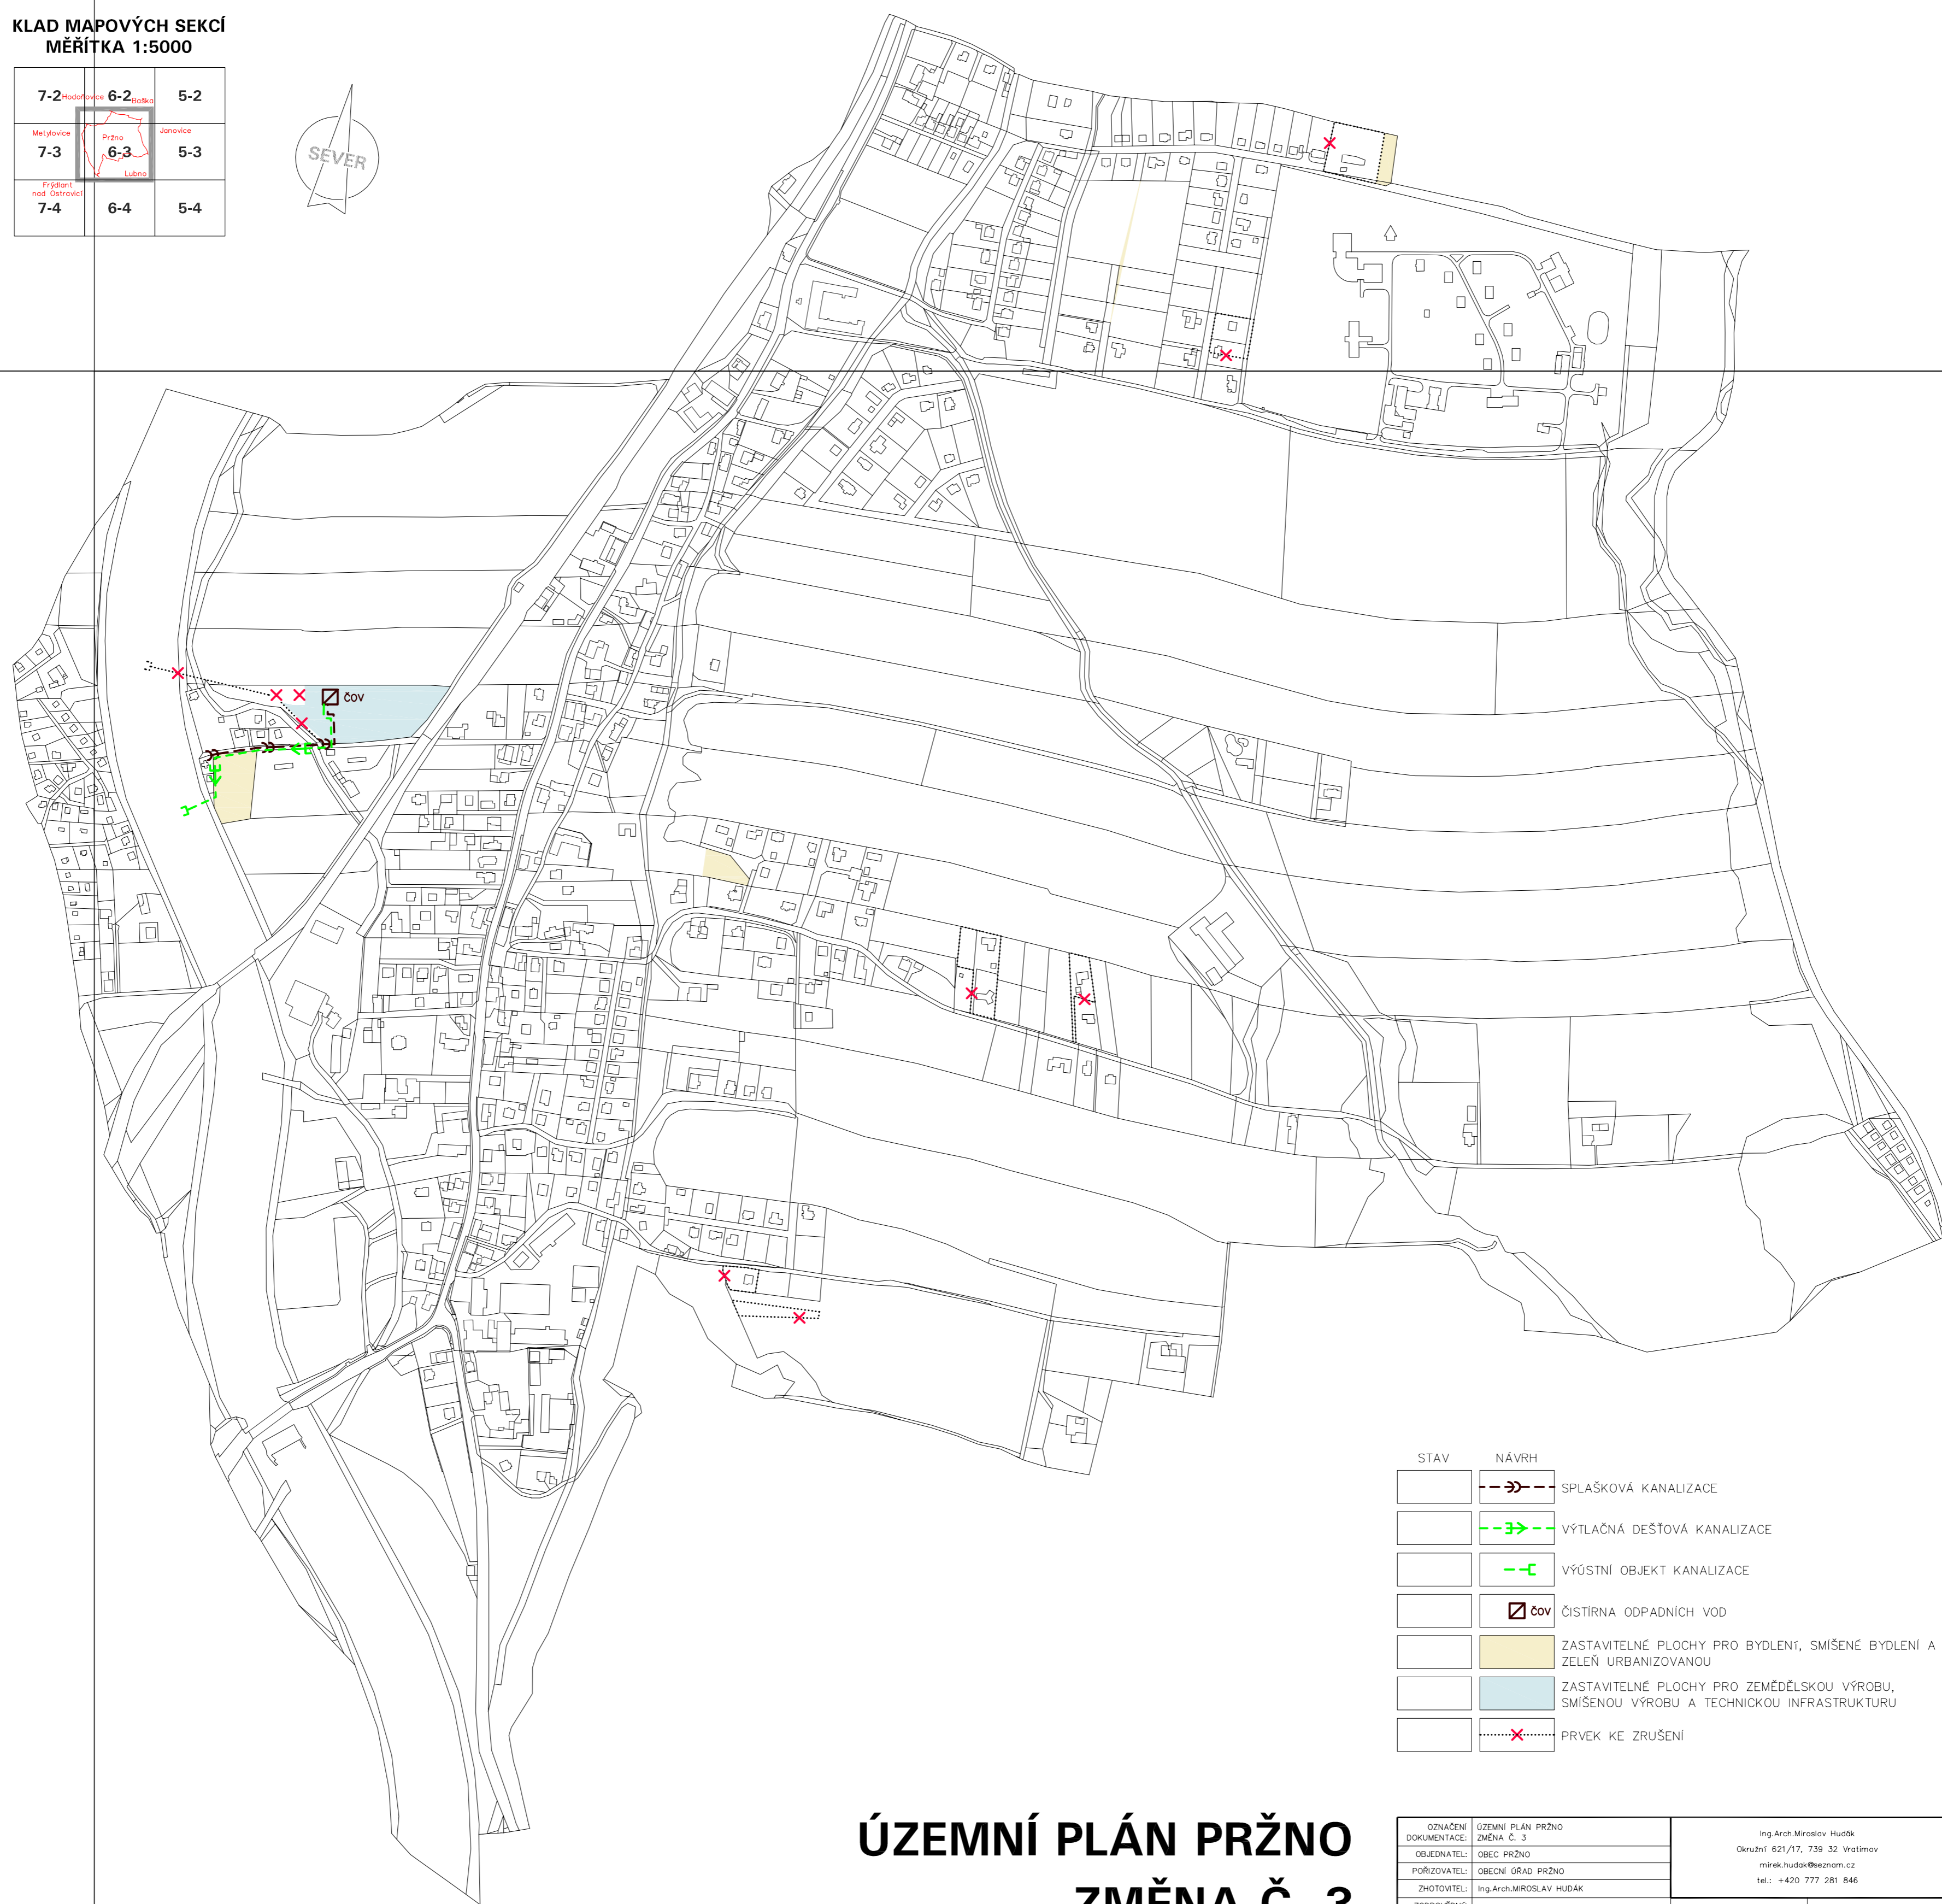 KLAD MAPOVÝCH SEKCÍ
MĚŘÍTKA 1:5000
7-2 Hodoňovice 6-2 Baška 5-2
Metylovice Pržno Janovice
7-3 6-3 5-3
Lubno
Frýdlant
nad Ostravicí
7-4 6-4 5-4
SEVER
čov
STAV NÁVRH
SPLAŠKOVÁ KANALIZACE
VÝTLAČNÁ DEŠŤOVÁ KANALIZACE
VÝÚSTNÍ OBJEKT KANALIZACE
čov ČISTÍRNA ODPADNÍCH VOD
ZASTAVITELNÉ PLOCHY PRO BYDLENí, SMÍŠENÉ BYDLENÍ A
ZELEŇ URBANIZOVANOU
ZASTAVITELNÉ PLOCHY PRO ZEMĚDĚLSKOU VÝROBU,
SMÍŠENOU VÝROBU A TECHNICKOU INFRASTRUKTURU
PRVEK KE ZRUŠENÍ
ÚZEMNÍ PLÁN PRŽNO
ZMĚNA Č. 3
OZNAČENÍ DOKUMENTACE: ÚZEMNÍ PLÁN PRŽNO
ZMĚNA Č. 3
OBJEDNATEL: OBEC PRŽNO
POŘIZOVATEL: OBECNÍ ÚŘAD PRŽNO
ZHOTOVITEL: Ing.Arch.MIROSLAV HUDÁK
Ing.Arch.Miroslav Hudák
Okružní 621/17, 739 32 Vratimov
mirek.hudak@seznam.cz
tel.: +420 777 281 846